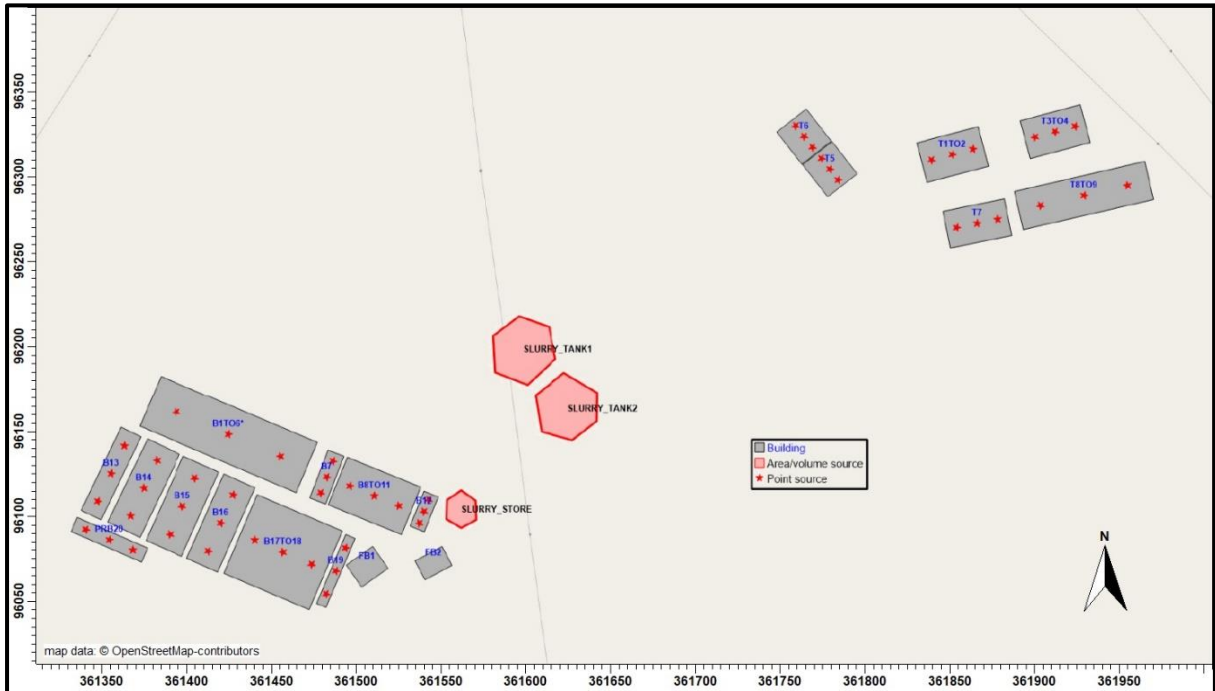 96350
96300
96250
96200
96150
96100
96050
T6
T5
T1TO2
T3TO4
T8TO9
T7
SLURRY_TANK1
SLURRY_TANK2
SLURRY_STORE
B1TO6*
B13
B14
B15
B16
B7
B8TO11
B12
PRB20
B17TO18
B19
FB1
FB2
Building
Area/volume source
Point source
N
map data: © OpenStreetMap-contributors
361350 361400 361450 361500 361550 361600 361650 361700 361750 361800 361850 361900 361950